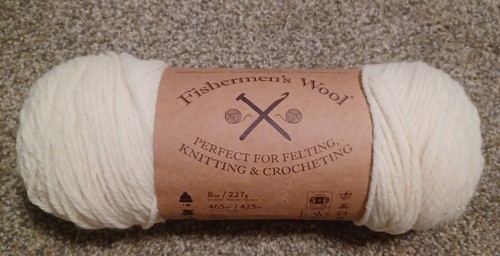 Fishermen's Wool®
PERFECT FOR FELTING,
KNITTING & CROCHETING
8oz / 227g
465yd / 425m